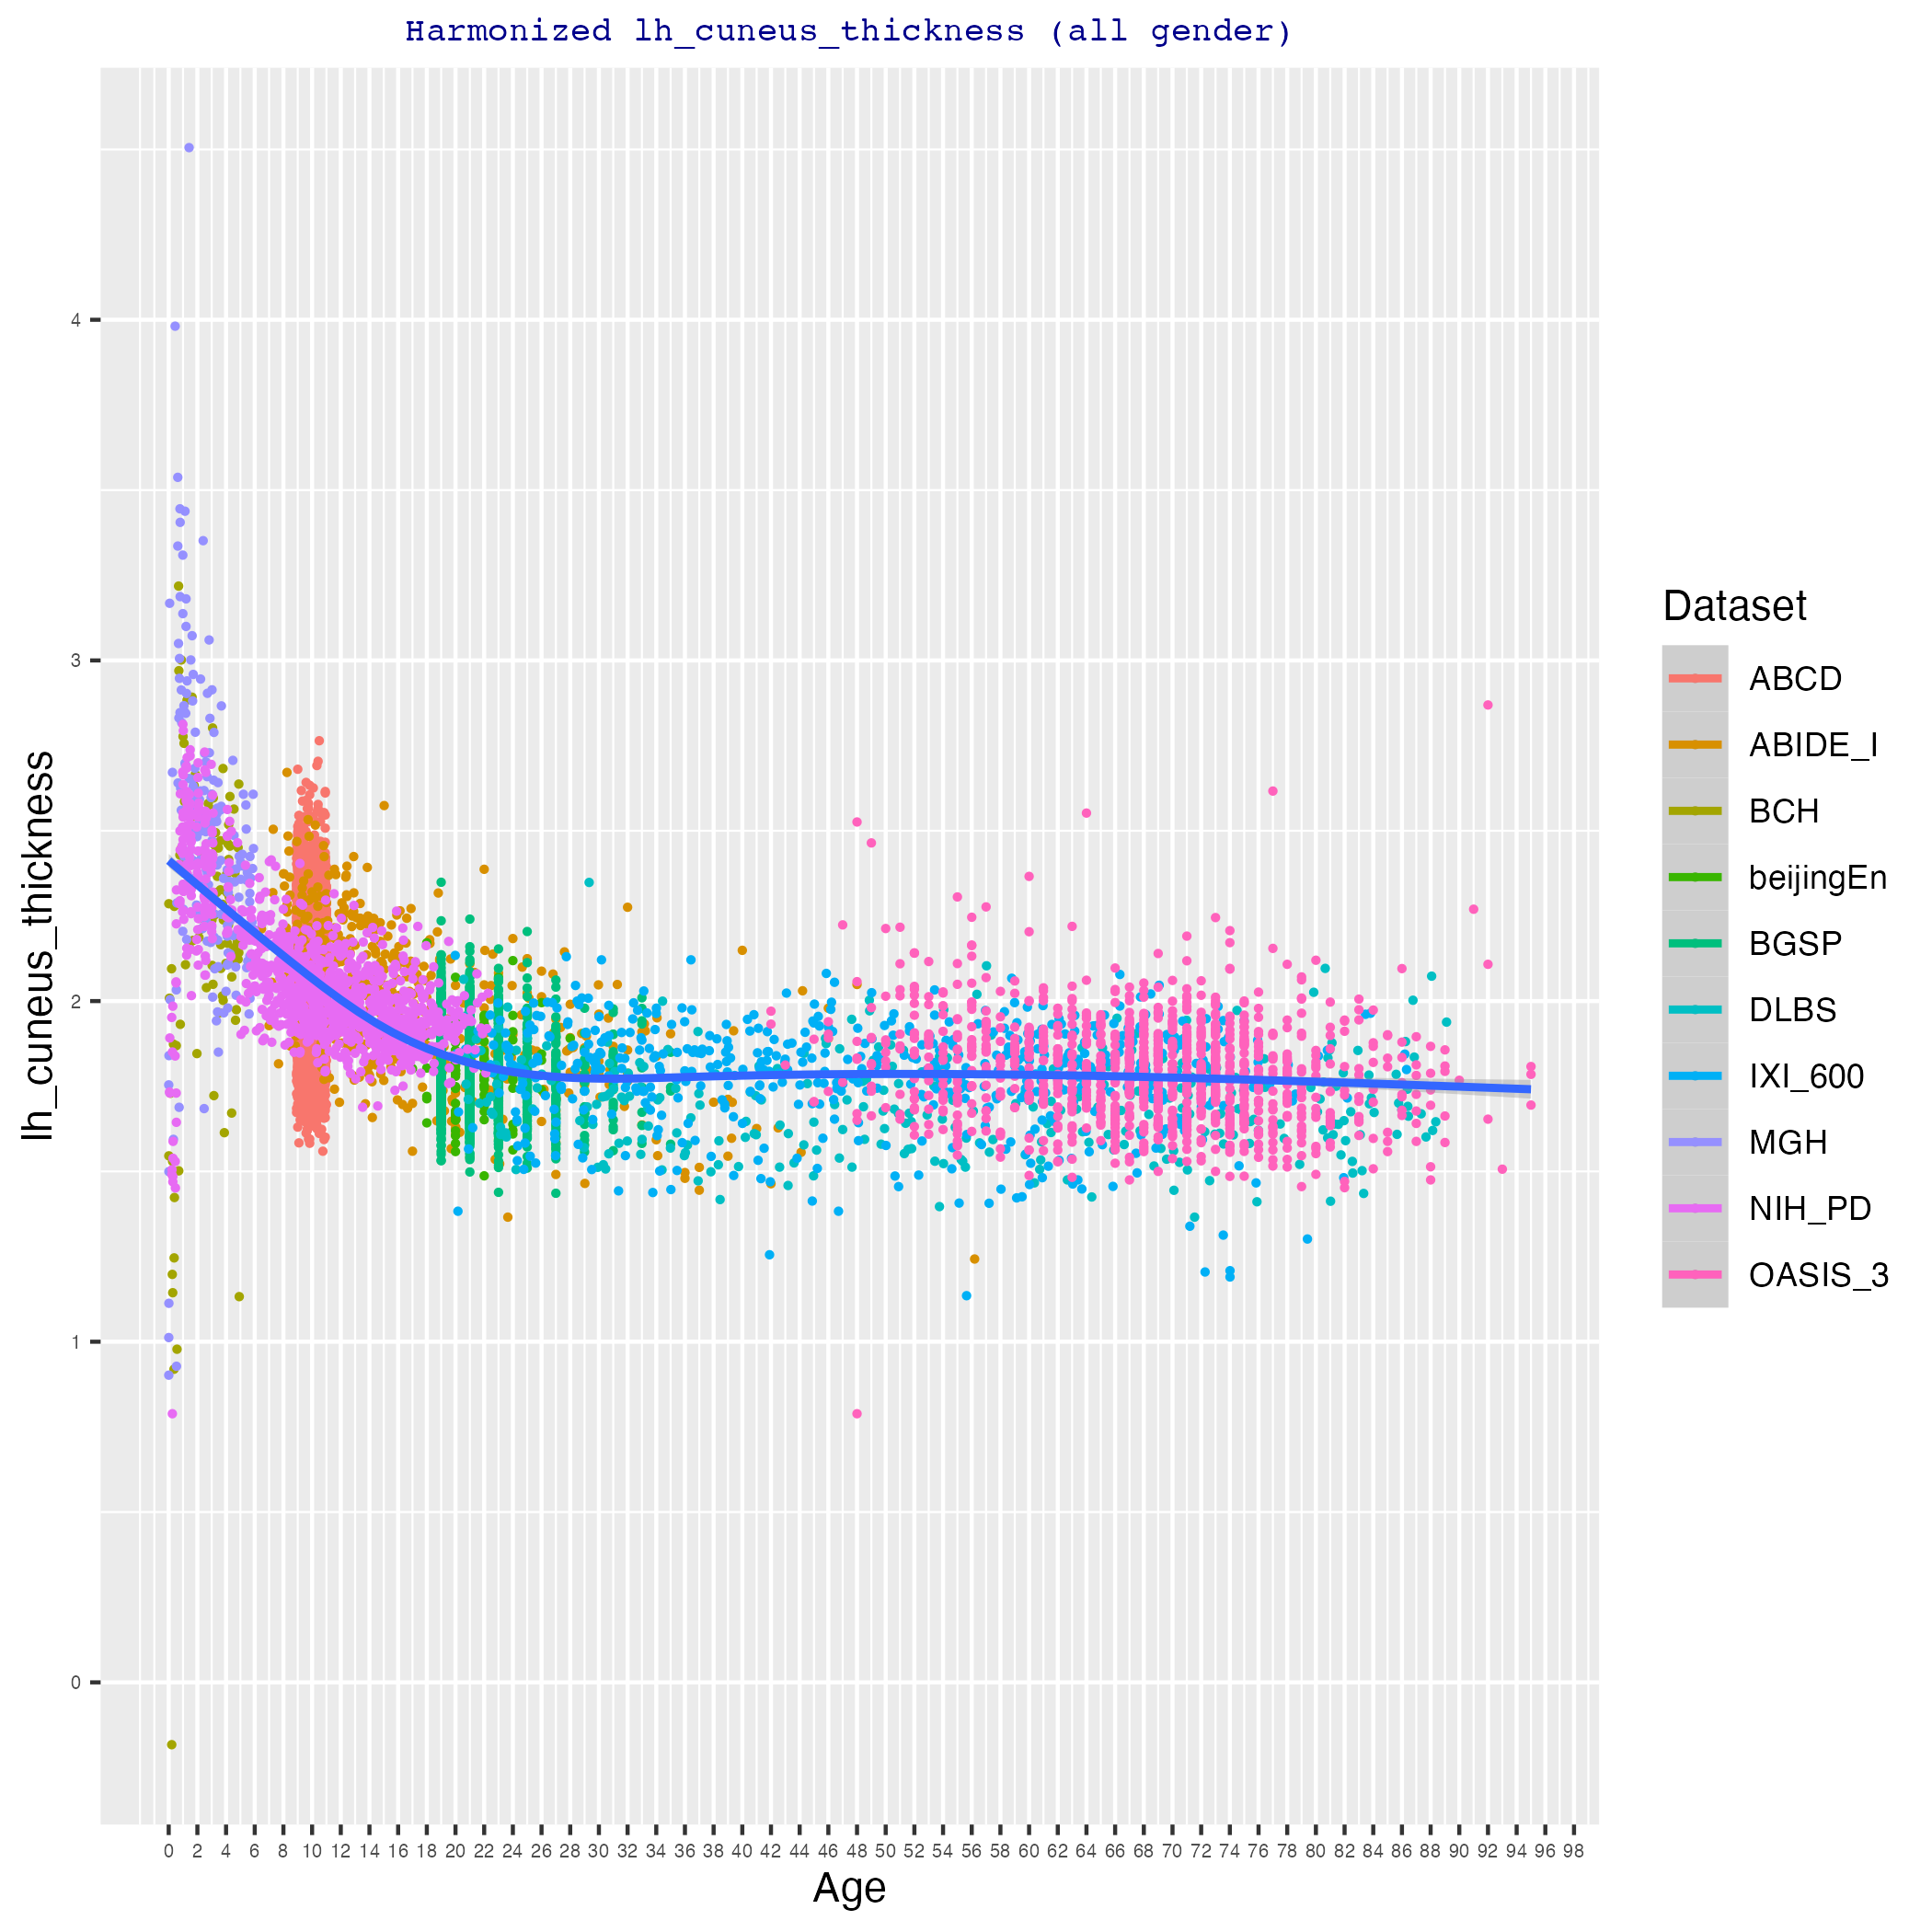 Harmonized lh_cuneus_thickness (all gender)
lh_cuneus_thickness
4
3
2
1
0
0 2 4 6 8 10 12 14 16 18 20 22 24 26 28 30 32 34 36 38 40 42 44 46 48 50 52 54 56 58 60 62 64 66 68 70 72 74 76 78 80 82 84 86 88 90 92 94 96 98
Age
Dataset
ABCD
ABIDE_I
BCH
beijingEn
BGSP
DLBS
IXI_600
MGH
NIH_PD
OASIS_3